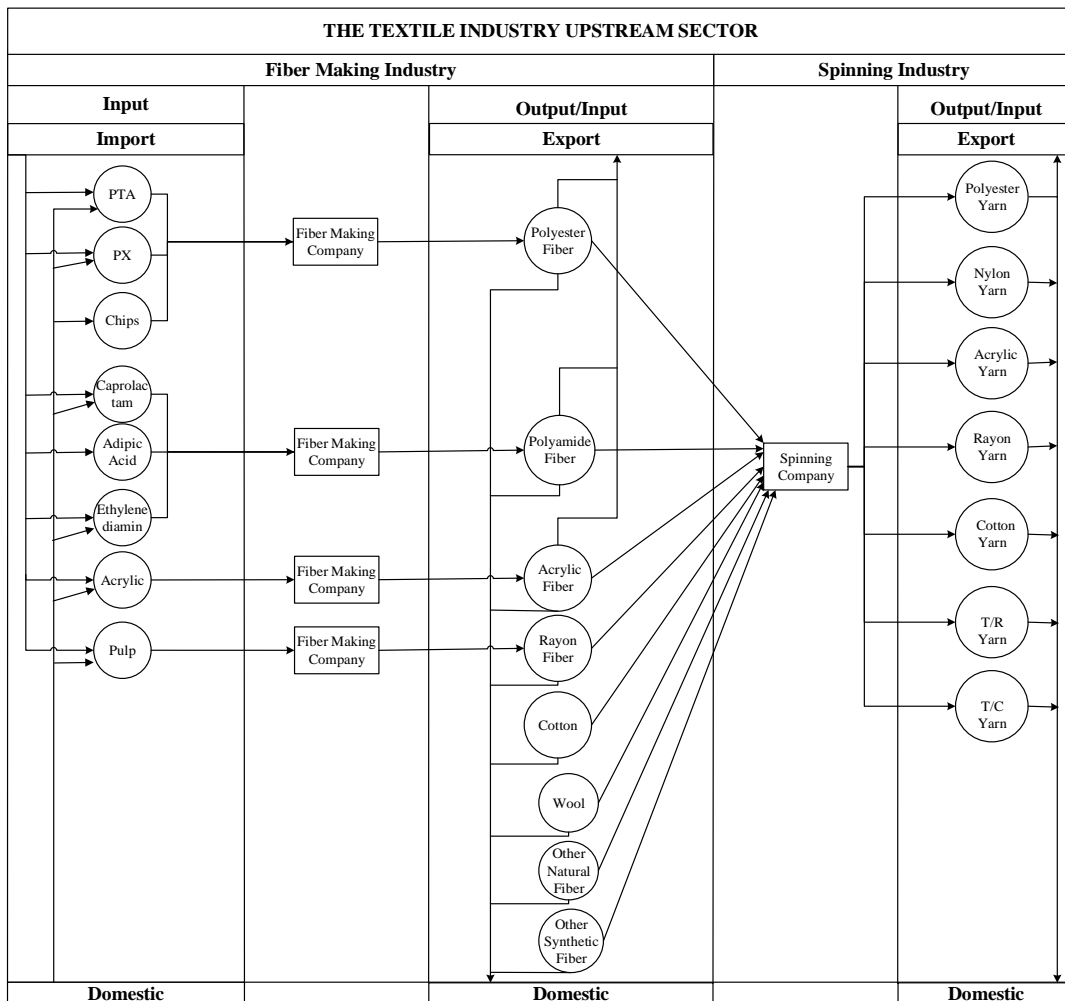 THE TEXTILE INDUSTRY UPSTREAM SECTOR
Fiber Making Industry
Spinning Industry
Input
Output/Input
Output/Input
Import
Export
Export
PTA
PX
Chips
Caprolac
tam
Adipic
Acid
Ethylene
diamin
Acrylic
Pulp
Fiber Making
Company
Fiber Making
Company
Fiber Making
Company
Fiber Making
Company
Polyester
Fiber
Polyamide
Fiber
Acrylic
Fiber
Rayon
Fiber
Cotton
Wool
Other
Natural
Fiber
Other
Synthetic
Fiber
Spinning
Company
Polyester
Yarn
Nylon
Yarn
Acrylic
Yarn
Rayon
Yarn
Cotton
Yarn
T/R
Yarn
T/C
Yarn
Domestic
Domestic
Domestic